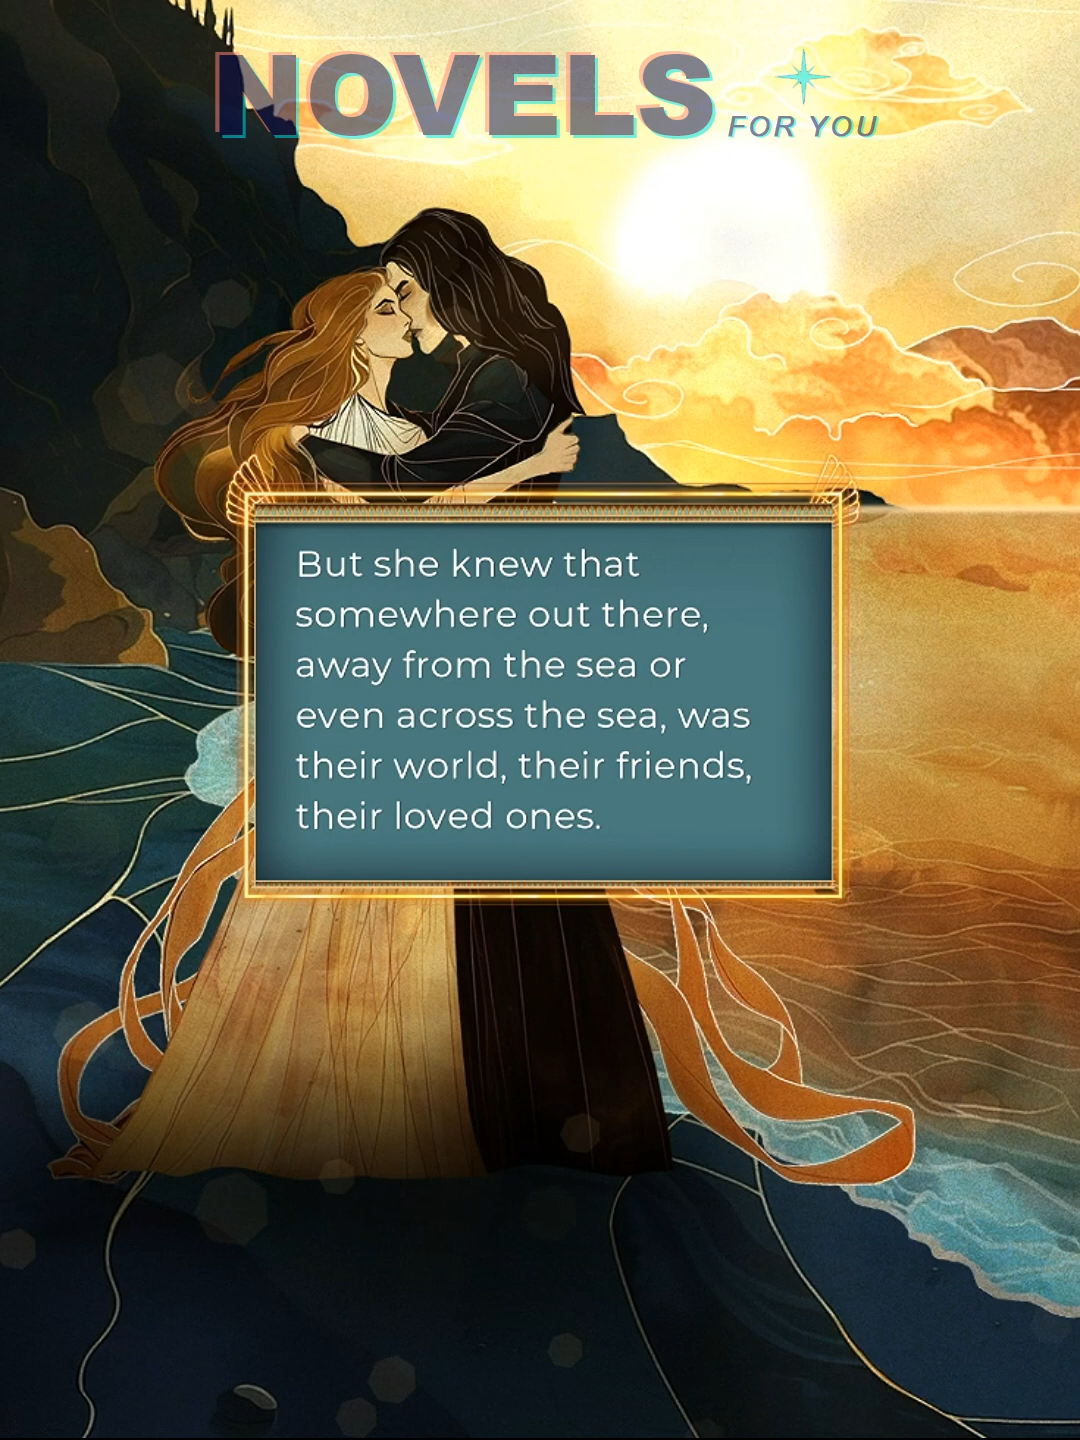 NOVELS
FOR YOU
But she knew that
somewhere out there,
away from the sea or
even across the sea, was
their world, their friends,
their loved ones.